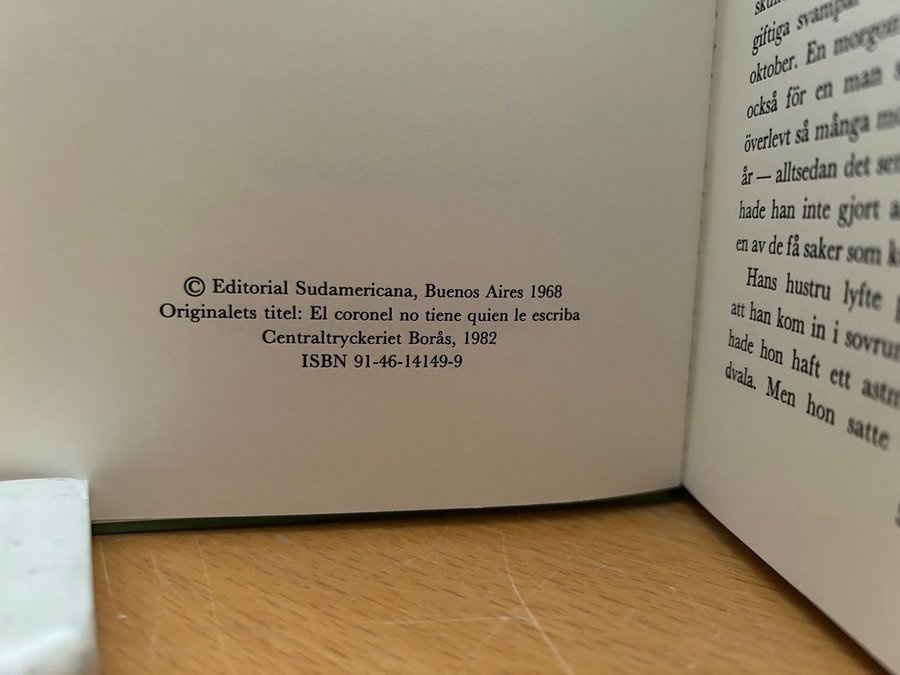 © Editorial Sudamericana, Buenos Aires 1968
Originalets titel: El coronel no tiene quien le escriba
Centraltryckeriet Borås, 1982
ISBN 91-46-14149-9
giftiga svampar
oktober. En morgon
också för en man
överlevt så många
år — alltsedan det
hade han inte gjort
en av de få saker som
Hans hustru lyfte
att han kom in i
hade hon haft ett
dvala. Men hon satte